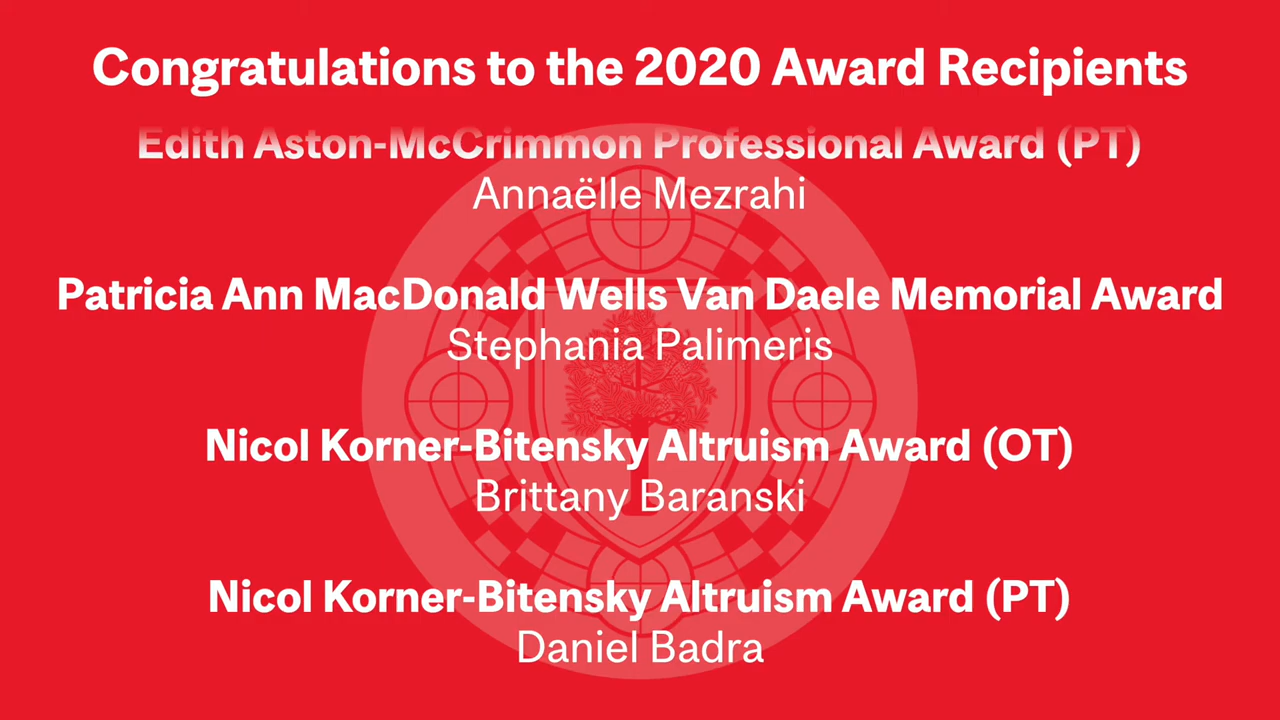 Congratulations to the 2020 Award Recipients
Edith Aston-McCrimmon Professional Award (PT)
Annaëlle Mezrahi
Patricia Ann MacDonald Wells Van Daele Memorial Award
Stephania Palimeris
Nicol Korner-Bitensky Altruism Award (OT)
Brittany Baranski
Nicol Korner-Bitensky Altruism Award (PT)
Daniel Badra